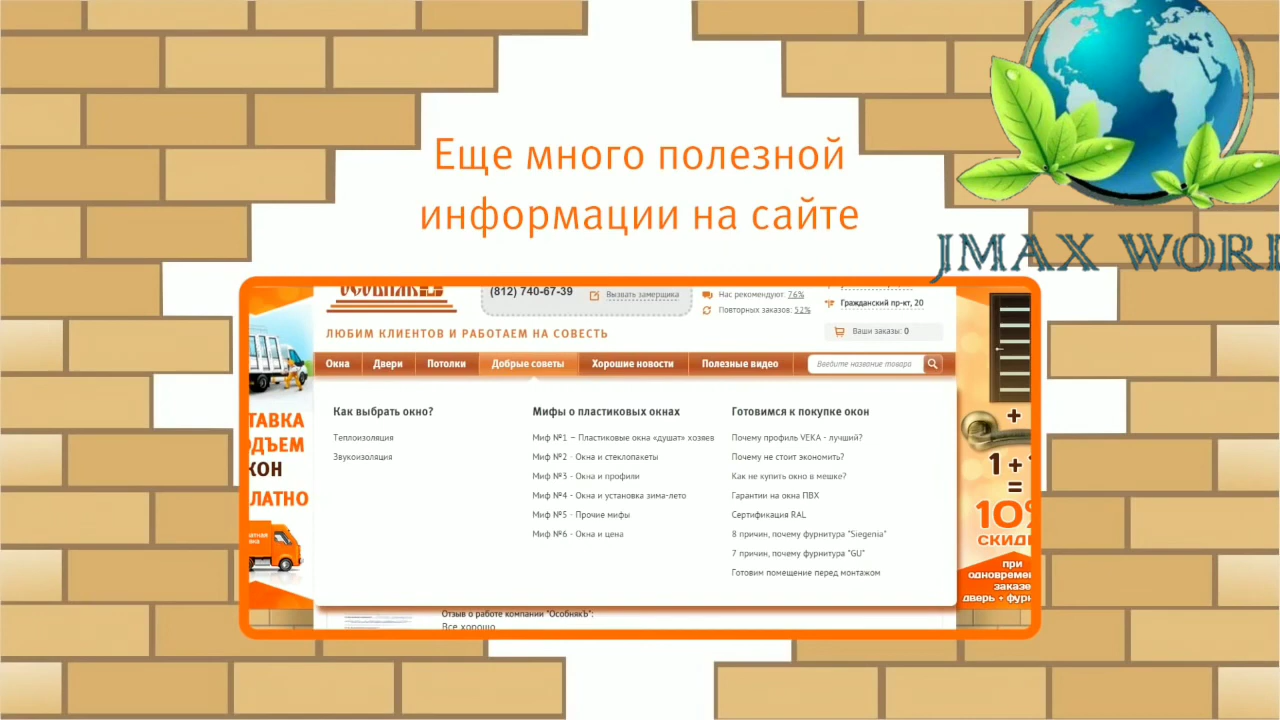 Еще много полезной
информации на сайте
JMAX WORL
ОСОБНЯКЪ
(812) 740-67-39
Вызвать замерщика
Нас рекомендуют: 76%
Повторных заказов: 52%
Гражданский пр-кт, 20
Ваши заказы: 0
ЛЮБИМ КЛИЕНТОВ И РАБОТАЕМ НА СОВЕСТЬ
Окна Двери Потолки Добрые советы Хорошие новости Полезные видео Введите название товара
Как выбрать окно?
Теплоизоляция
Звукоизоляция
Мифы о пластиковых окнах
Миф №1 – Пластиковые окна «душат» хозяев
Миф №2 - Окна и стеклопакеты
Миф №3 - Окна и профили
Миф №4 - Окна и установка зима-лето
Миф №5 - Прочие мифы
Миф №6 - Окна и цена
Готовимся к покупке окон
Почему профиль VEKA - лучший?
Почему не стоит экономить?
Как не купить окно в мешке?
Гарантии на окна ПВХ
Сертификация RAL
8 причин, почему фурнитура "Siegenia"
7 причин, почему фурнитура "GU"
Готовим помещение перед монтажом
ТАВКА
ОДЪЕМ
КОН
ЛАТНО
+
1 +
=
10%
СКИД
при
одновремен
заказе
дверь + фурн
Отзыв о работе компании "ОсобнякЪ":
Все хорошо